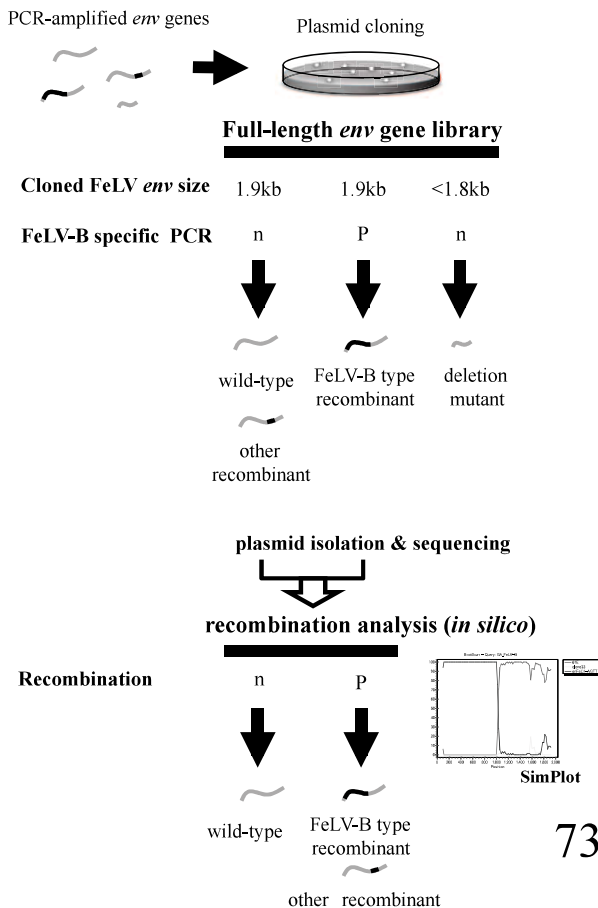 PCR-amplified env genes
Plasmid cloning
Full-length env gene library
Cloned FeLV env size 1.9kb 1.9kb <1.8kb
FeLV-B specific PCR n P n
wild-type FeLV-B type recombinant deletion mutant
other recombinant
plasmid isolation & sequencing
recombination analysis (in silico)
Recombination n P
SimPlot
wild-type FeLV-B type recombinant
other recombinant
73